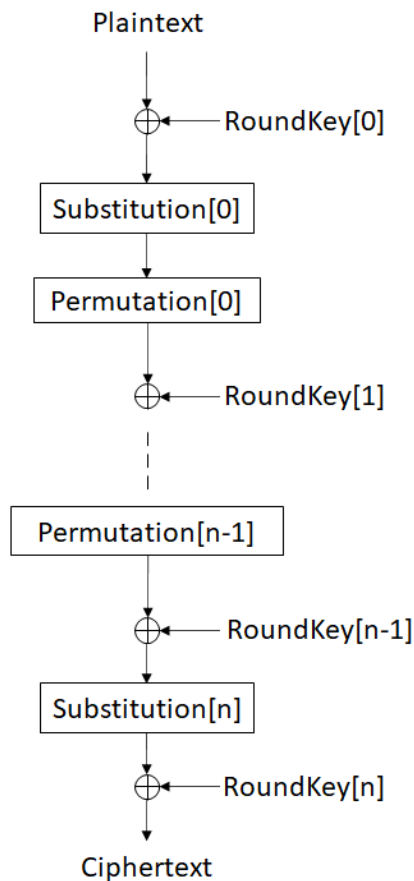 Plaintext
RoundKey[0]
Substitution[0]
Permutation[0]
RoundKey[1]
Permutation[n-1]
RoundKey[n-1]
Substitution[n]
RoundKey[n]
Ciphertext